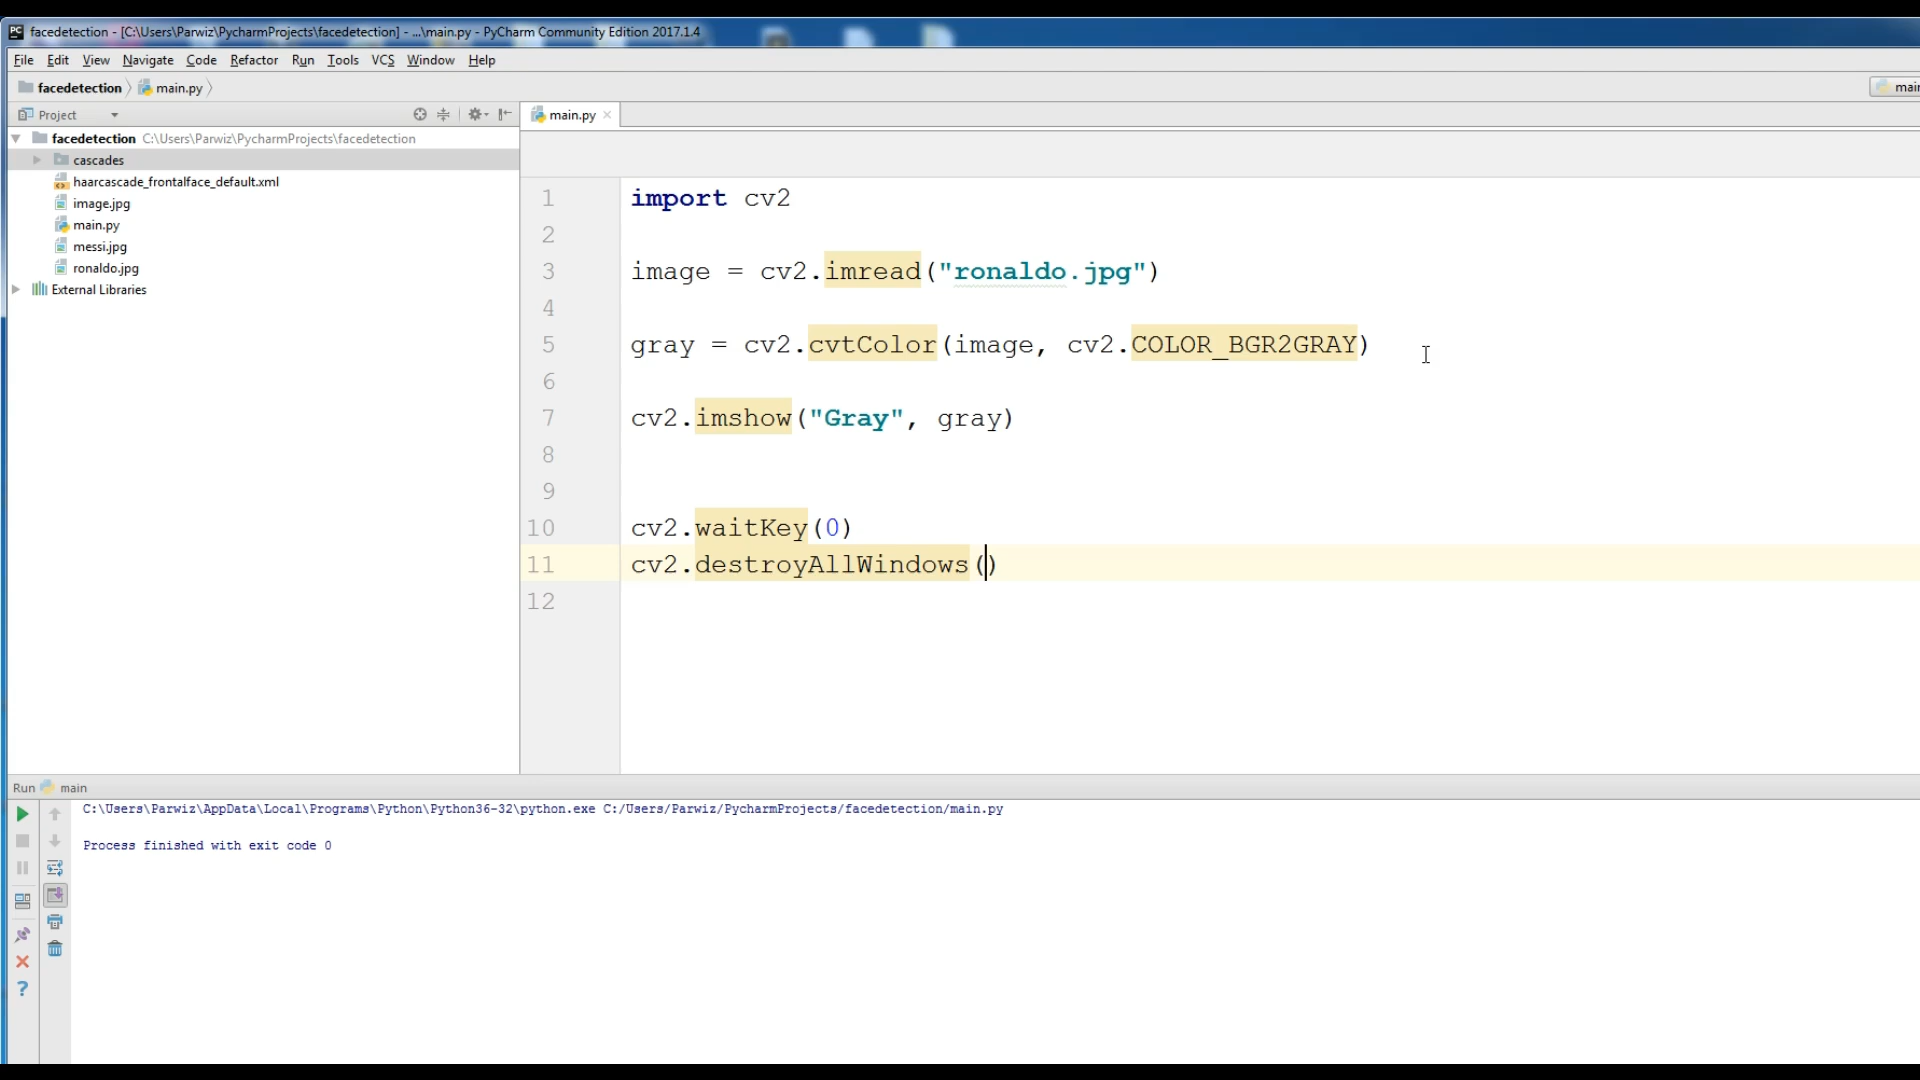 facedetection - [C:\Users\Parwiz\PycharmProjects\facedetection] - ...\main.py - PyCharm Community Edition 2017.1.4
File Edit View Navigate Code Refactor Run Tools VCS Window Help
facedetection main.py
main
Project
main.py
facedetection C:\Users\Parwiz\PycharmProjects\facedetection
cascades
haarcascade_frontalface_default.xml
image.jpg
main.py
messi.jpg
ronaldo.jpg
External Libraries
1 import cv2
2
3 image = cv2.imread("ronaldo.jpg")
4
5 gray = cv2.cvtColor(image, cv2.COLOR_BGR2GRAY)
6
7 cv2.imshow("Gray", gray)
8
9
10 cv2.waitKey(0)
11 cv2.destroyAllWindows()
12
Run main
C:\Users\Parwiz\AppData\Local\Programs\Python\Python36-32\python.exe C:/Users/Parwiz/PycharmProjects/facedetection/main.py
Process finished with exit code 0